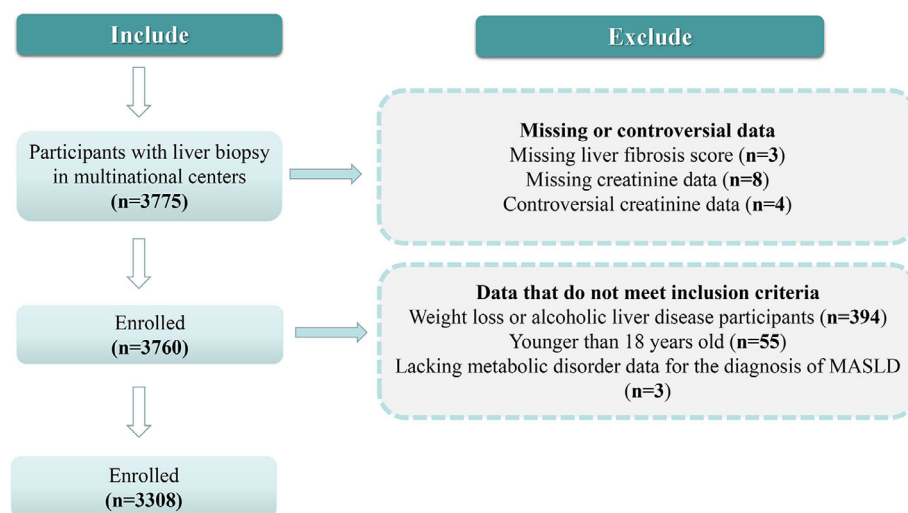 Include
Exclude
Participants with liver biopsy
in multinational centers
(n=3775)
Missing or controversial data
Missing liver fibrosis score (n=3)
Missing creatinine data (n=8)
Controversial creatinine data (n=4)
Enrolled
(n=3760)
Data that do not meet inclusion criteria
Weight loss or alcoholic liver disease participants (n=394)
Younger than 18 years old (n=55)
Lacking metabolic disorder data for the diagnosis of MASLD
(n=3)
Enrolled
(n=3308)